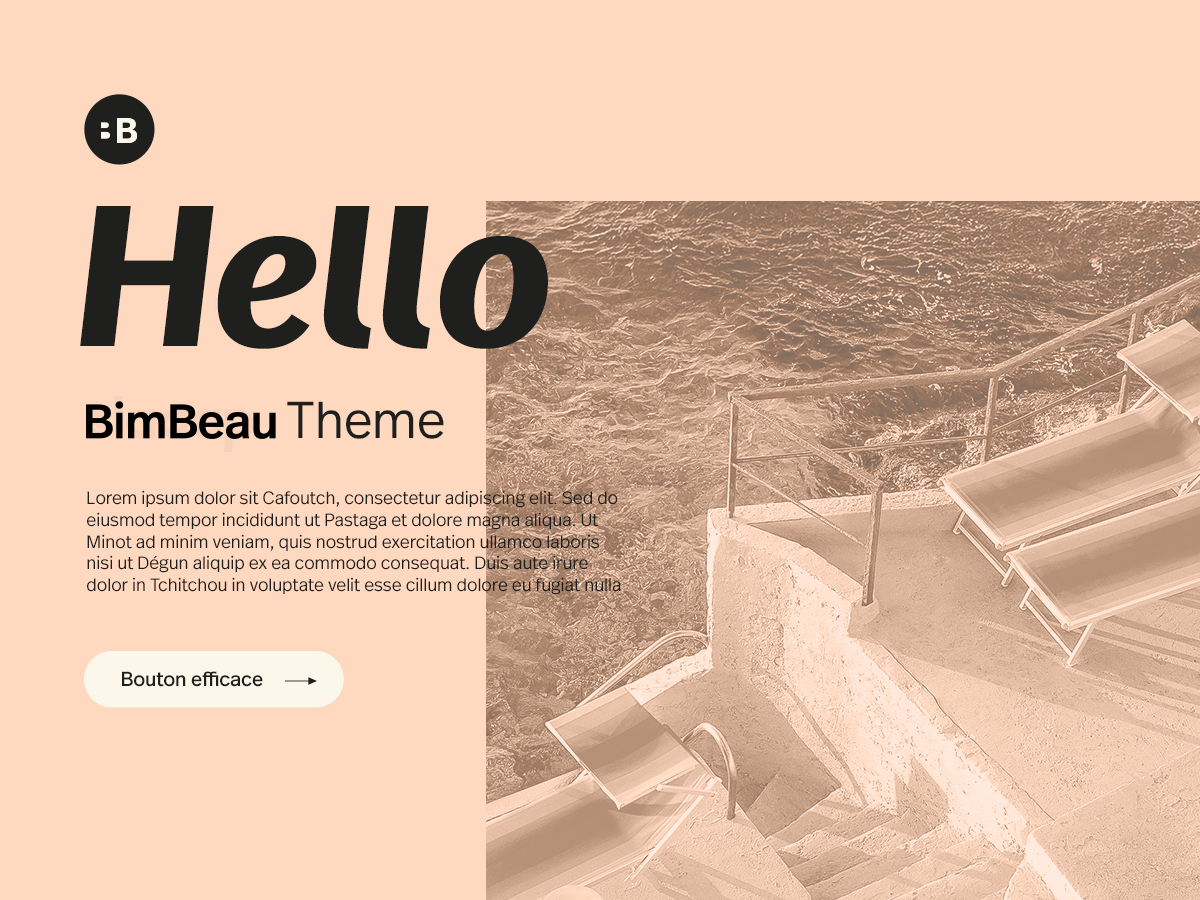 :B
Hello
BimBeau Theme
Lorem ipsum dolor sit Cafoutch, consectetur adipiscing elit. Sed do
eiusmod tempor incididunt ut Pastaga et dolore magna aliqua. Ut
Minot ad minim veniam, quis nostrud exercitation ullamco laboris
nisi ut Dégun aliquip ex ea commodo consequat. Duis aute irure
dolor in Tchitchou in voluptate velit esse cillum dolore eu fugiat nulla
Bouton efficace